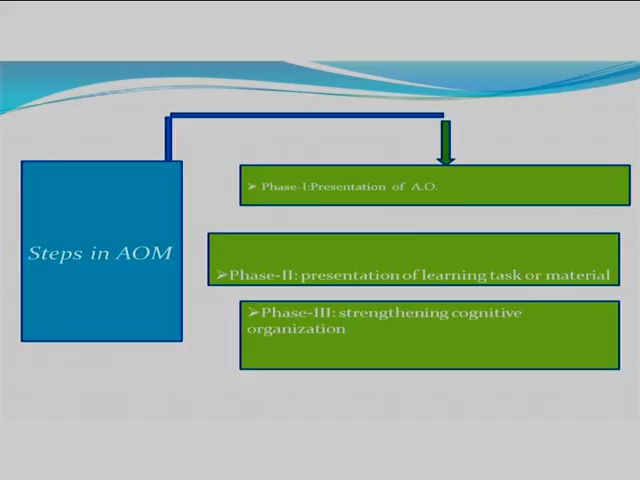 Steps in AOM
➢ Phase-I:Presentation of A.O.
➢Phase-II: presentation of learning task or material
➢Phase-III: strengthening cognitive
organization